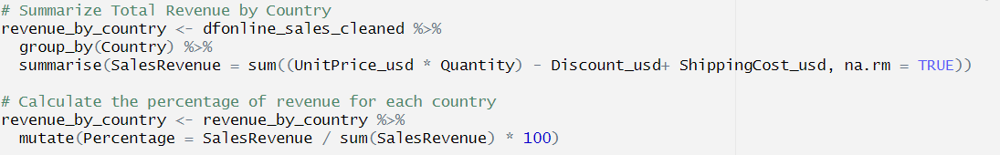 # Summarize Total Revenue by Country
revenue_by_country <- dfonline_sales_cleaned %>%
  group_by(Country) %>%
  summarise(SalesRevenue = sum((UnitPrice_usd * Quantity) - Discount_usd+ ShippingCost_usd, na.rm = TRUE))

# Calculate the percentage of revenue for each country
revenue_by_country <- revenue_by_country %>%
  mutate(Percentage = SalesRevenue / sum(SalesRevenue) * 100)